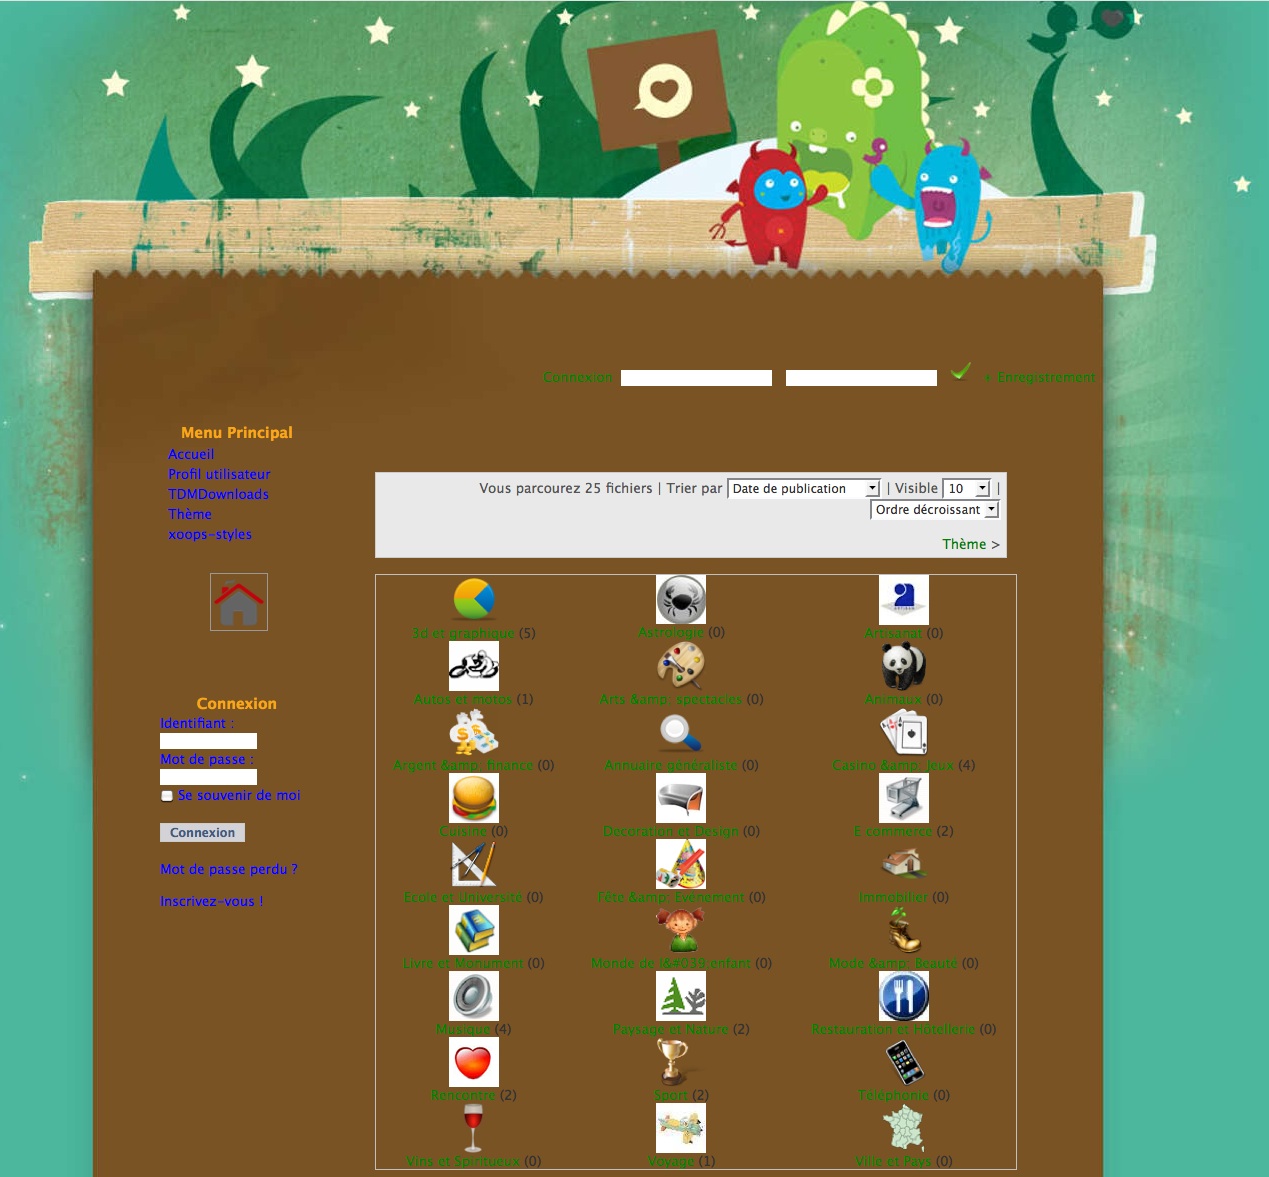 Connexion + Enregistrement
Menu Principal
Accueil
Profil utilisateur
TDMDownloads
Thème
xoops-styles
Connexion
Identifiant :
Mot de passe :
Se souvenir de moi
Connexion
Mot de passe perdu ?
Inscrivez-vous !
Vous parcourez 25 fichiers | Trier par Date de publication | Visible 10 |
Ordre décroissant
Thème >
3d et graphique (5) Astrologie (0) Artisanat (0)
Autos et motos (1) Arts &amp; spectacles (0) Animaux (0)
Argent &amp; finance (0) Annuaire généraliste (0) Casino &amp; Jeux (4)
Cuisine (0) Decoration et Design (0) E commerce (2)
Ecole et université (0) Fête &amp; Evénement (0) Immobilier (0)
Livre et Monument (0) Monde de l&#039;enfant (0) Mode &amp; Beauté (0)
Musique (4) Paysage et Nature (2) Restauration et Hôtellerie (0)
Rencontre (2) Sport (2) Téléphonie (0)
Vins et Spiritueux (0) Voyage (1) Ville et Pays (0)